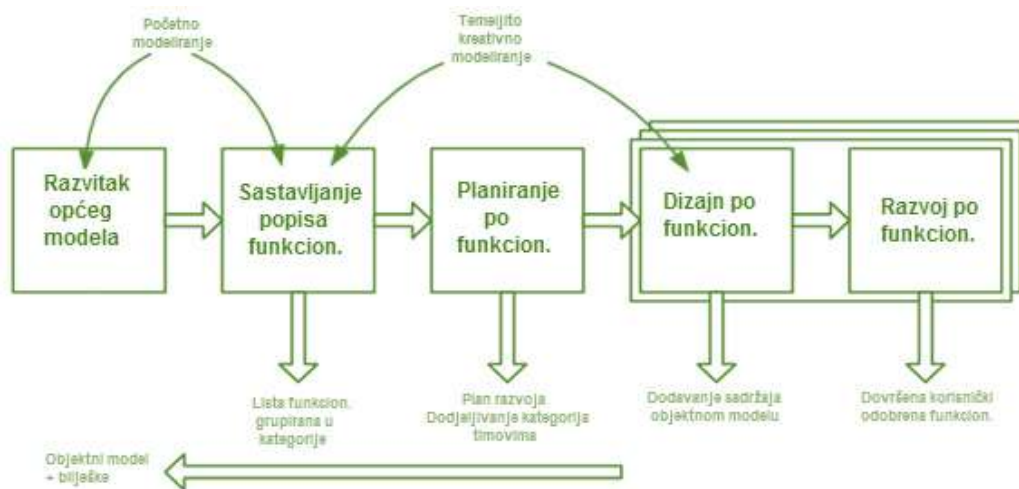 Početno
modeliranje
Temeljito
kreativno
modeliranje
Razvitak
općeg
modela
Sastavljanje
popisa
funkcion.
Planiranje
po
funkcion.
Dizajn po
funkcion.
Razvoj po
funkcion.
Lista funkcion.
grupirana u
kategorije
Plan razvoja
Dodjeljivanje kategorija
timovima
Dodavanje sadržaja
objektnom modelu
Dovršena korisnički
odobrena funkcion.
Objektni model
+ bilješke